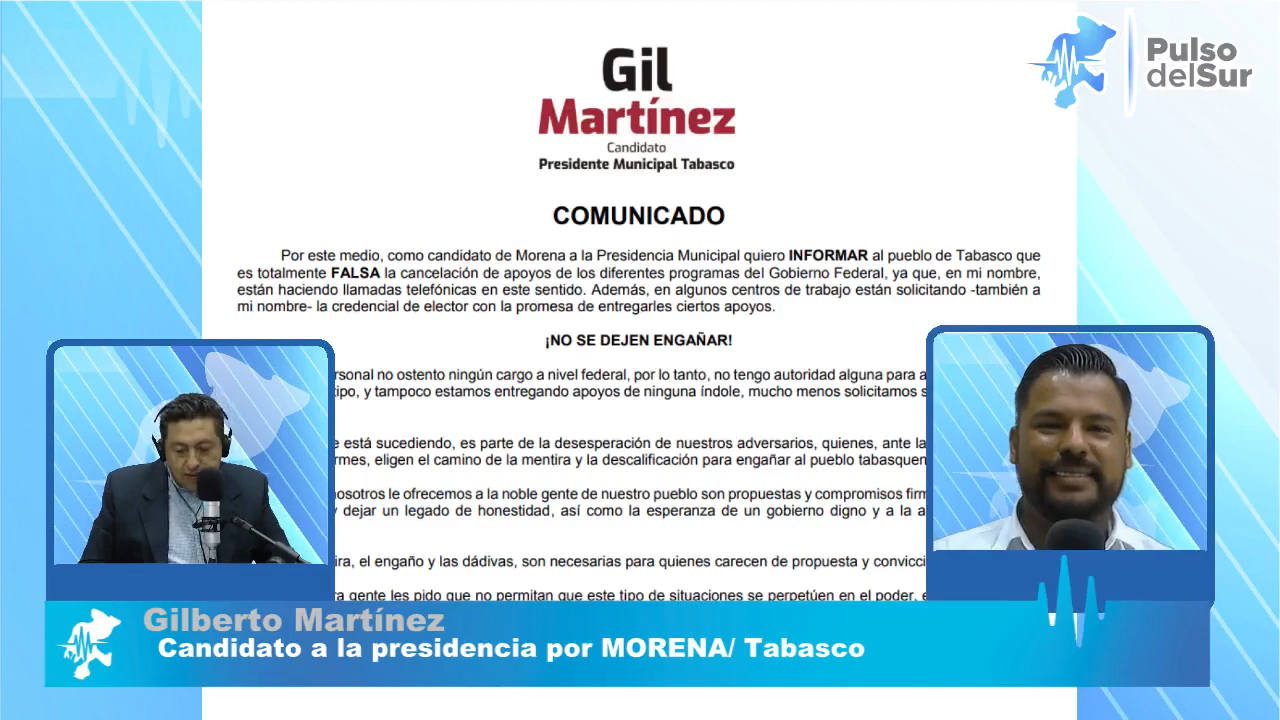 Pulso
delSur
Gil
Martínez
Candidato
Presidente Municipal Tabasco
COMUNICADO
Por este medio, como candidato de Morena a la Presidencia Municipal quiero INFORMAR al pueblo de Tabasco que
es totalmente FALSA la cancelación de apoyos de los diferentes programas del Gobierno Federal, ya que, en mi nombre,
están haciendo llamadas telefónicas en este sentido. Además, en algunos centros de trabajo están solicitando -también a
mi nombre- la credencial de elector con la promesa de entregarles ciertos apoyos.
¡NO SE DEJEN ENGAÑAR!
no ostento ningún cargo a nivel federal, por lo tanto, no tengo autoridad alguna para
tipo, y tampoco estamos entregando apoyos de ninguna índole, mucho menos solicitamos
está sucediendo, es parte de la desesperación de nuestros adversarios, quienes, ante
eligen el camino de la mentira y la descalificación para engañar al pueblo
nosotros le ofrecemos a la noble gente de nuestro pueblo son propuestas y compromisos
y dejar un legado de honestidad, así como la esperanza de un gobierno digno y a la
el engaño y las dádivas, son necesarias para quienes carecen de propuesta y
gente les pido que no permitan que este tipo de situaciones se perpetúen en el poder,
Gilberto Martínez
Candidato a la presidencia por MORENA/ Tabasco